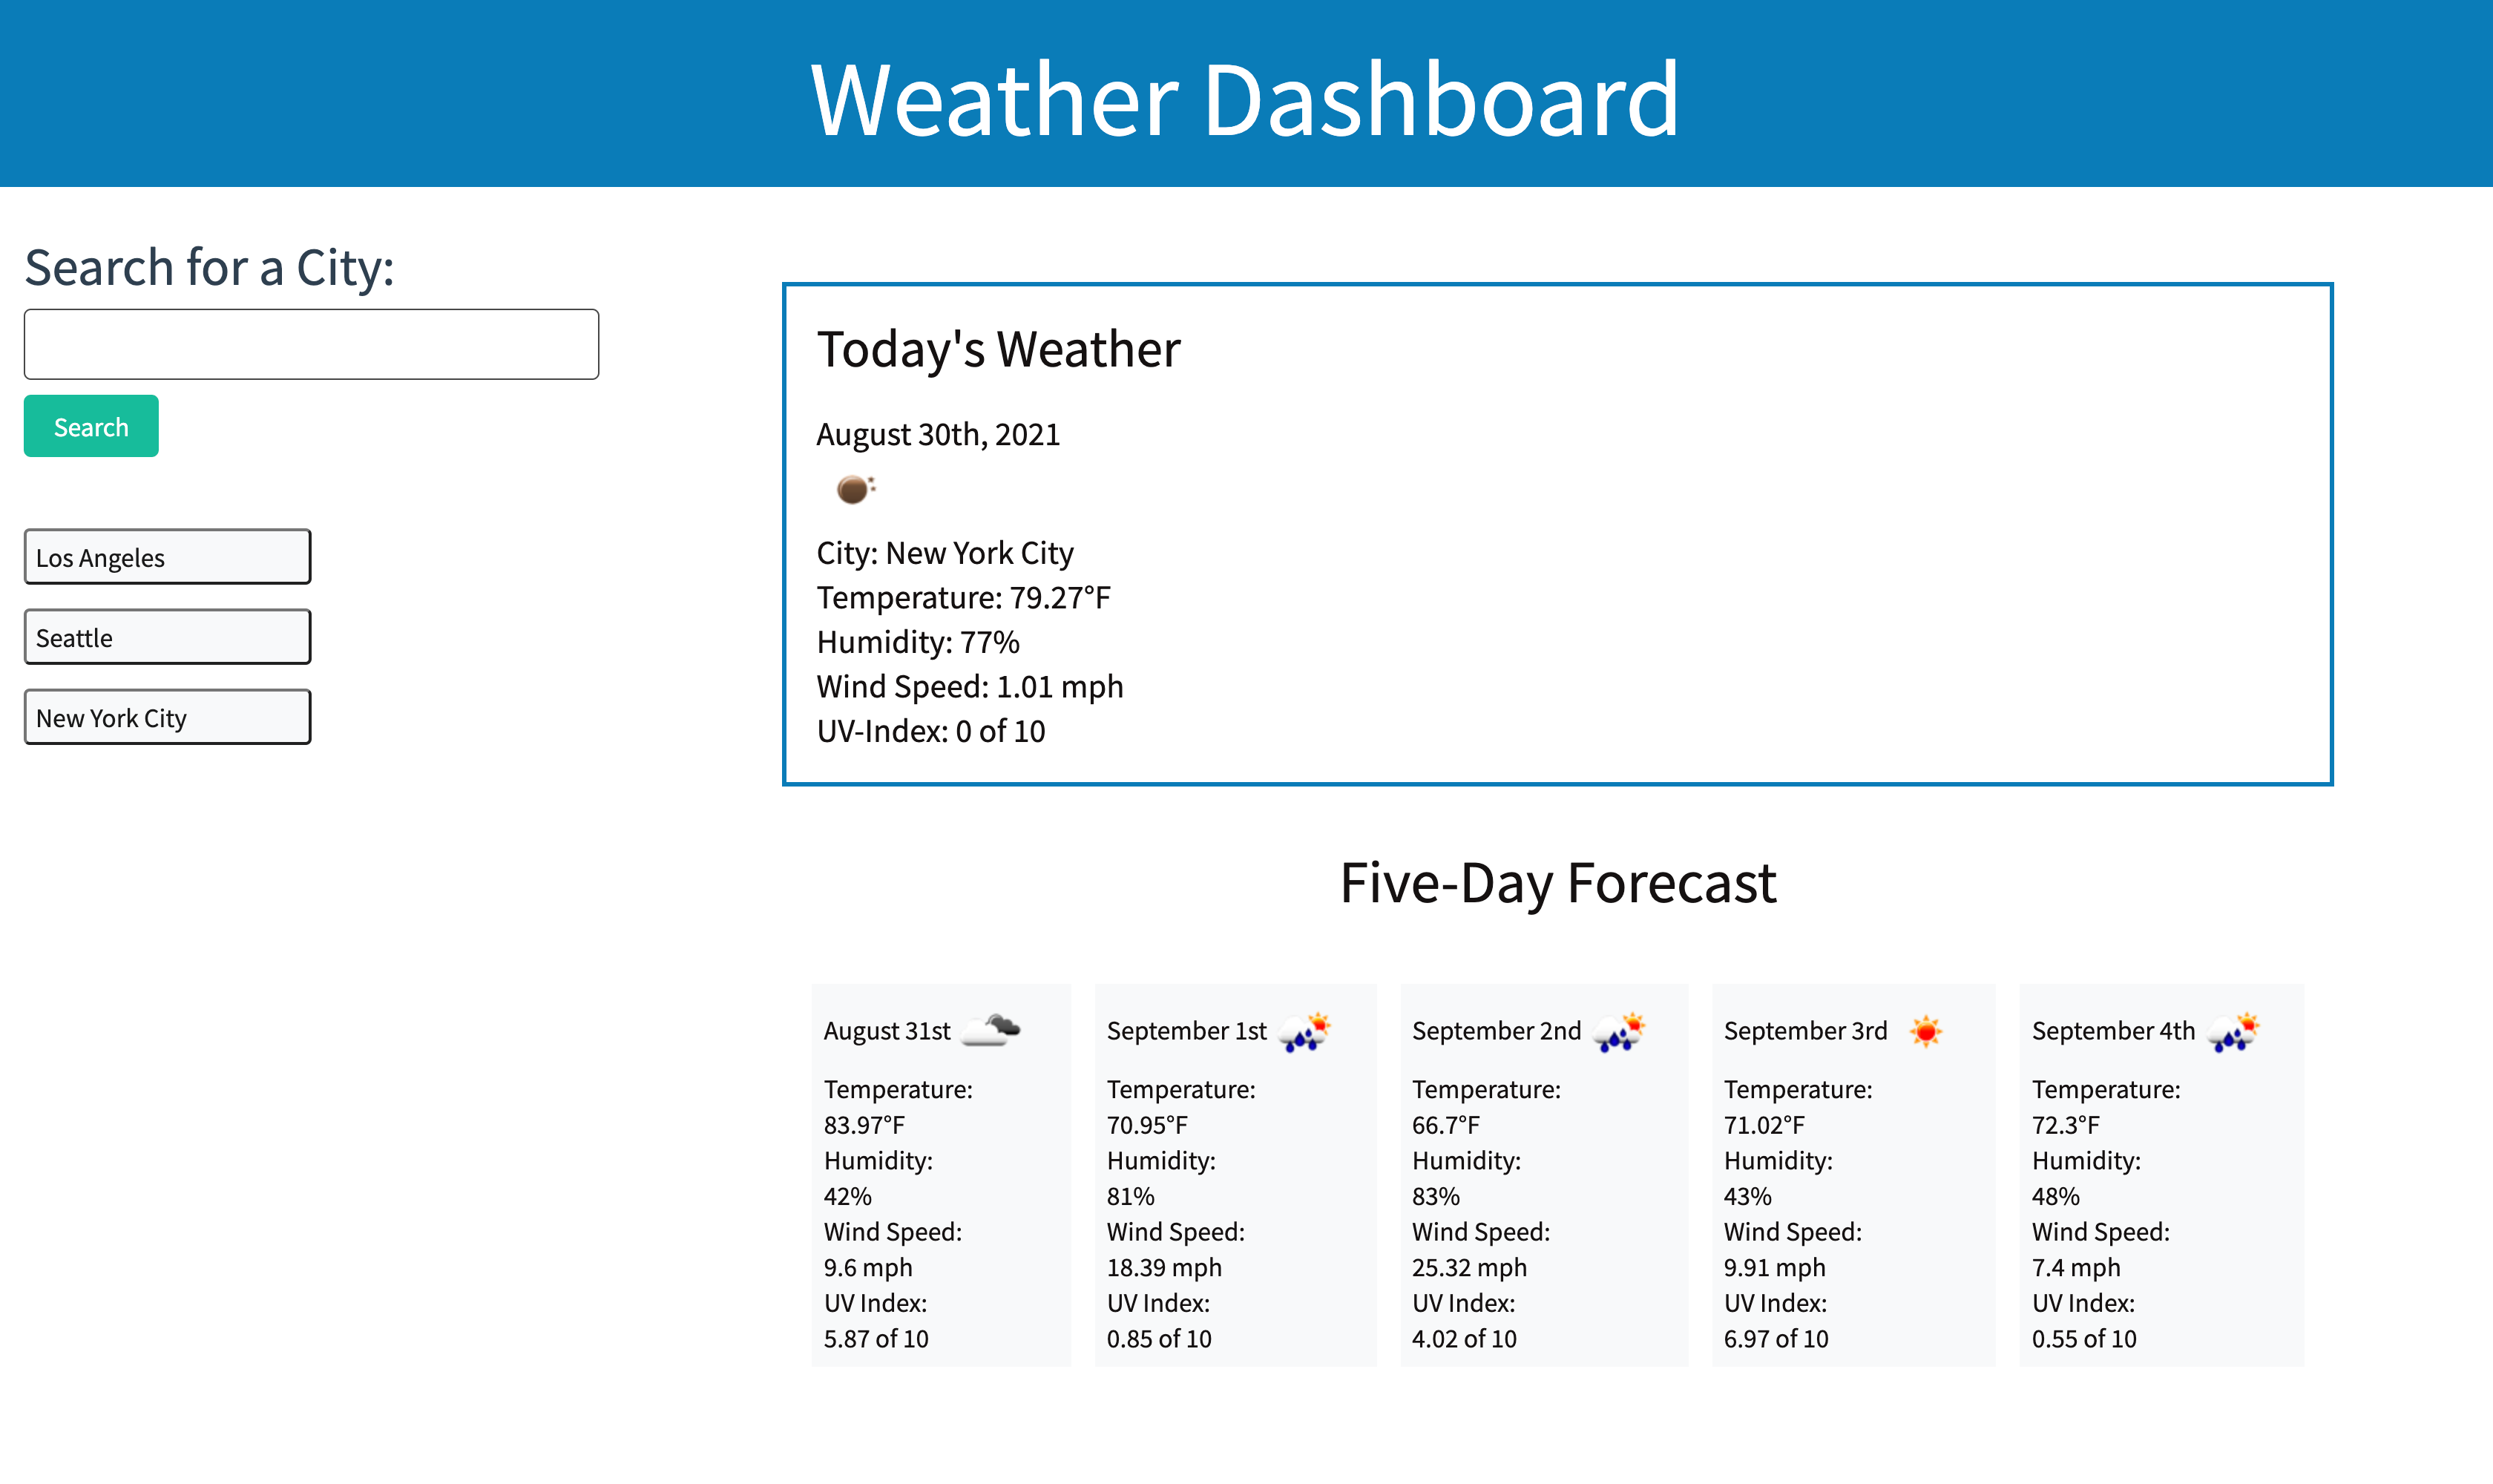 Weather Dashboard
Search for a City:
Search
Los Angeles
Seattle
New York City
Today's Weather
August 30th, 2021
City: New York City
Temperature: 79.27°F
Humidity: 77%
Wind Speed: 1.01 mph
UV-Index: 0 of 10
Five-Day Forecast
August 31st
Temperature:
83.97°F
Humidity:
42%
Wind Speed:
9.6 mph
UV Index:
5.87 of 10
September 1st
Temperature:
70.95°F
Humidity:
81%
Wind Speed:
18.39 mph
UV Index:
0.85 of 10
September 2nd
Temperature:
66.7°F
Humidity:
83%
Wind Speed:
25.32 mph
UV Index:
4.02 of 10
September 3rd
Temperature:
71.02°F
Humidity:
43%
Wind Speed:
9.91 mph
UV Index:
6.97 of 10
September 4th
Temperature:
72.3°F
Humidity:
48%
Wind Speed:
7.4 mph
UV Index:
0.55 of 10